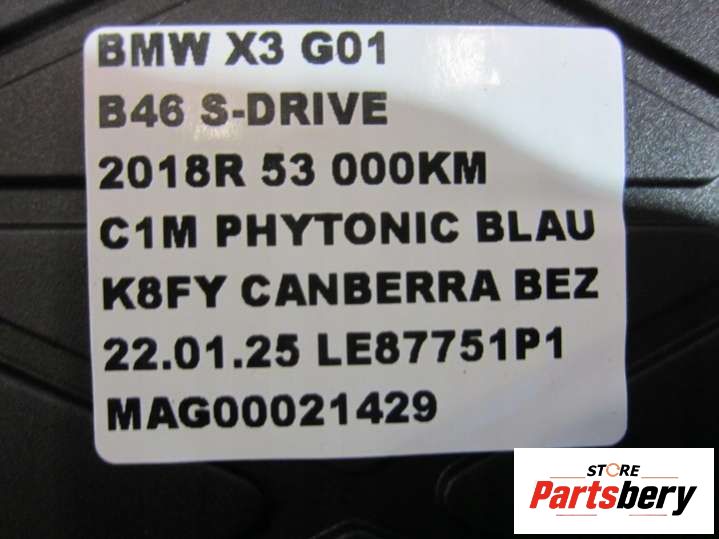 BMW X3 G01
B46 S-DRIVE
2018R 53 000KM
C1M PHYTONIC BLAU
K8FY CANBERRA BEZ
22.01.25 LE87751P1
MAG00021429
STORE
Partsbery